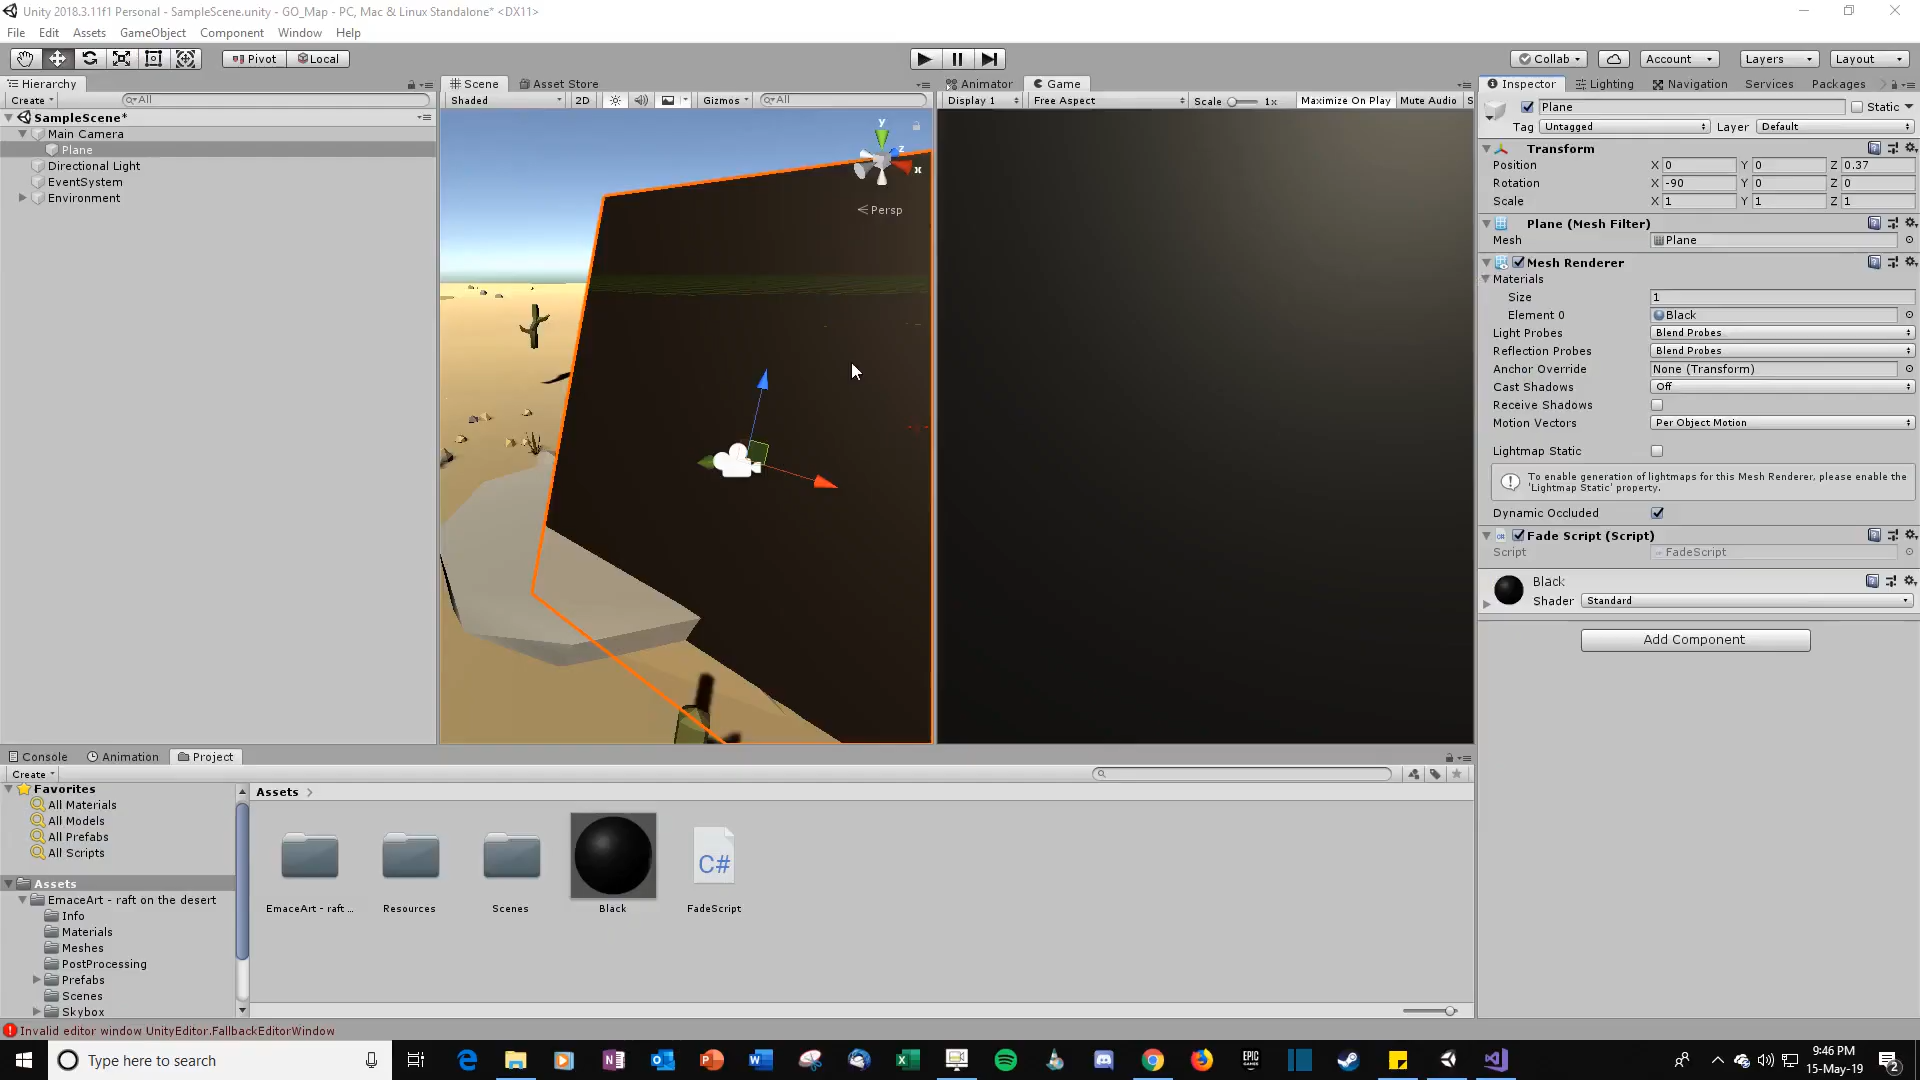 Unity 2018.3.11f1 Personal - SampleScene.unity - GO_Map - PC, Mac & Linux Standalone* <DX11>
File Edit Assets GameObject Component Window Help
Pivot Local Collab Account Layers Layout
Hierarchy Scene Asset Store Animator Game Inspector Lighting Navigation Services Packages
Create All Shaded 2D Gizmos All Display 1 Free Aspect Scale 1x Maximize On Play Mute Audio S
Plane Static
SampleScene*
Tag Untagged Layer Default
Main Camera
Plane
Directional Light
EventSystem
Environment
y
z
x
Persp
Transform
Position X 0 Y 0 Z 0.37
Rotation X -90 Y 0 Z 0
Scale X 1 Y 1 Z 1
Plane (Mesh Filter)
Mesh Plane
Mesh Renderer
Materials
Size 1
Element 0 Black
Light Probes Blend Probes
Reflection Probes Blend Probes
Anchor Override None (Transform)
Cast Shadows Off
Receive Shadows
Motion Vectors Per Object Motion
Lightmap Static
To enable generation of lightmaps for this Mesh Renderer, please enable the
'Lightmap Static' property.
Dynamic Occluded
Fade Script (Script)
Script FadeScript
Black
Shader Standard
Add Component
Console Animation Project
Create
Favorites
All Materials
All Models
All Prefabs
All Scripts
Assets
EmaceArt - raft on the desert
Info
Materials
Meshes
PostProcessing
Prefabs
Scenes
Skybox
Assets
C#
EmaceArt - raft ... Resources Scenes Black FadeScript
Invalid editor window UnityEditor.FallbackEditorWindow
Type here to search
EPIC
GAMES
9:46 PM
15-May-19
2